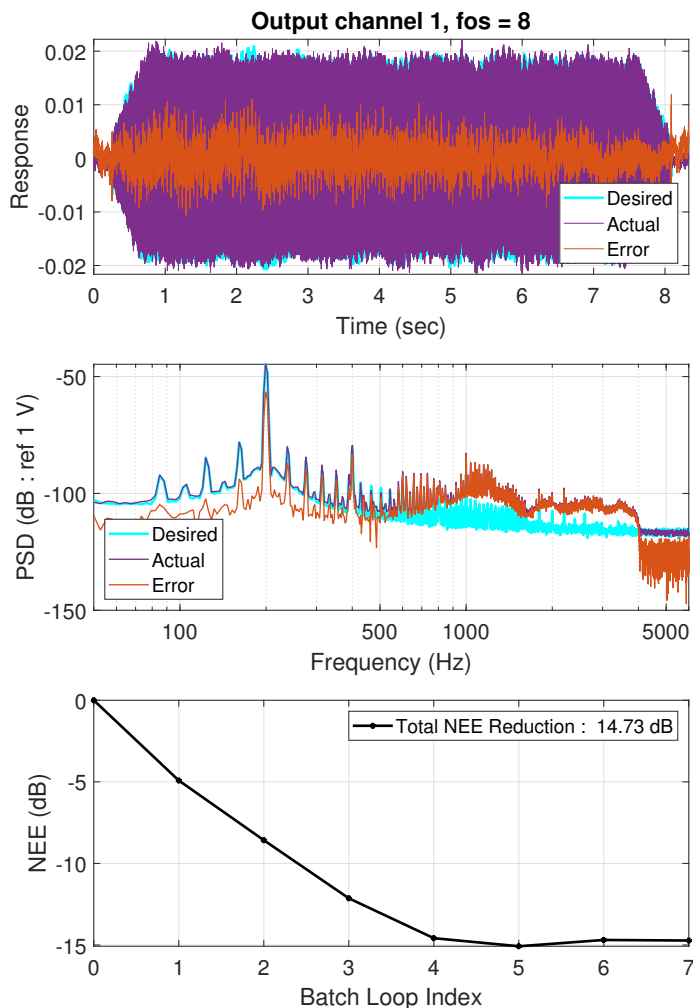 Output channel 1, fos = 8
Response
0.02
0.01
0
-0.01
-0.02
Desired
Actual
Error
0 1 2 3 4 5 6 7 8
Time (sec)
PSD (dB : ref 1 V)
-50
-100
-150
Desired
Actual
Error
100 500 1000 5000
Frequency (Hz)
NEE (dB)
0
-5
-10
-15
Total NEE Reduction : 14.73 dB
0 1 2 3 4 5 6 7
Batch Loop Index